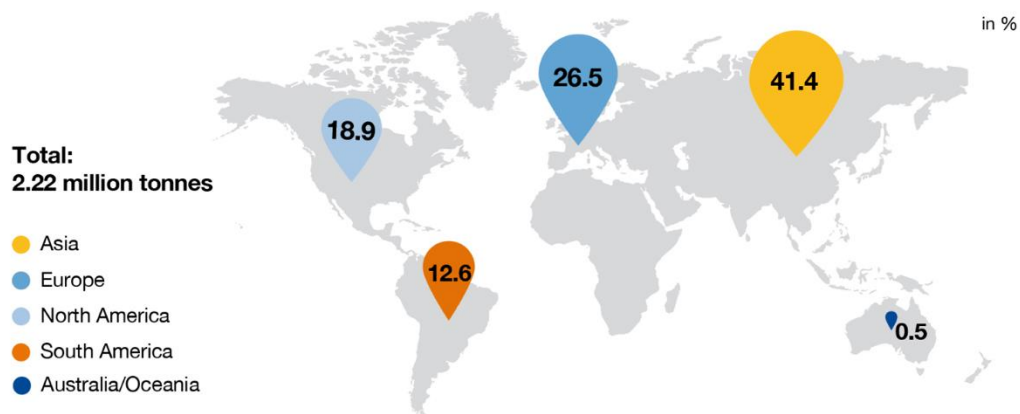 in %
26.5
41.4
18.9
Total:
2.22 million tonnes
Asia
Europe
12.6
North America
South America
0.5
Australia/Oceania